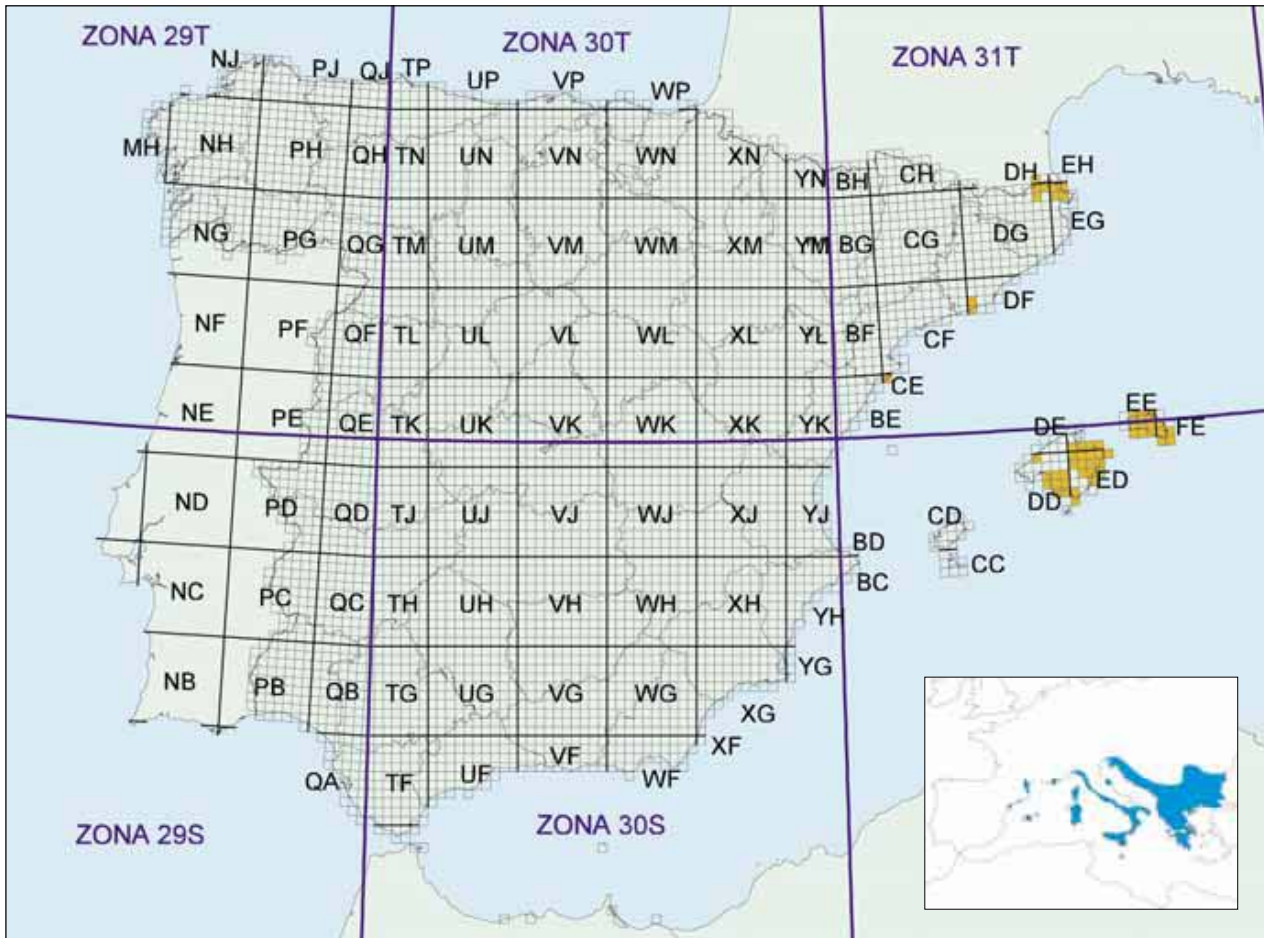 ZONA 29T
ZONA 30T
ZONA 31T
NJ PJ QJ TP UP VP WP
MH NH PH QH TN UN VN WN XN YN BH CH DH EH
NG PG QG TM UM VM WM XM YM BG CG DG EG
NF PF QF TL UL VL WL XL YL BF CF DF
NE PE QE TK UK VK WK XK YK BE CE DE EE FE
ND PD QD TJ UJ VJ WJ XJ YJ BD CD DD ED
NC PC QC TH UH VH WH XH YH BC CC
NB PB QB TG UG VG WG XG YG
QA TF UF VF WF XF
ZONA 29S
ZONA 30S